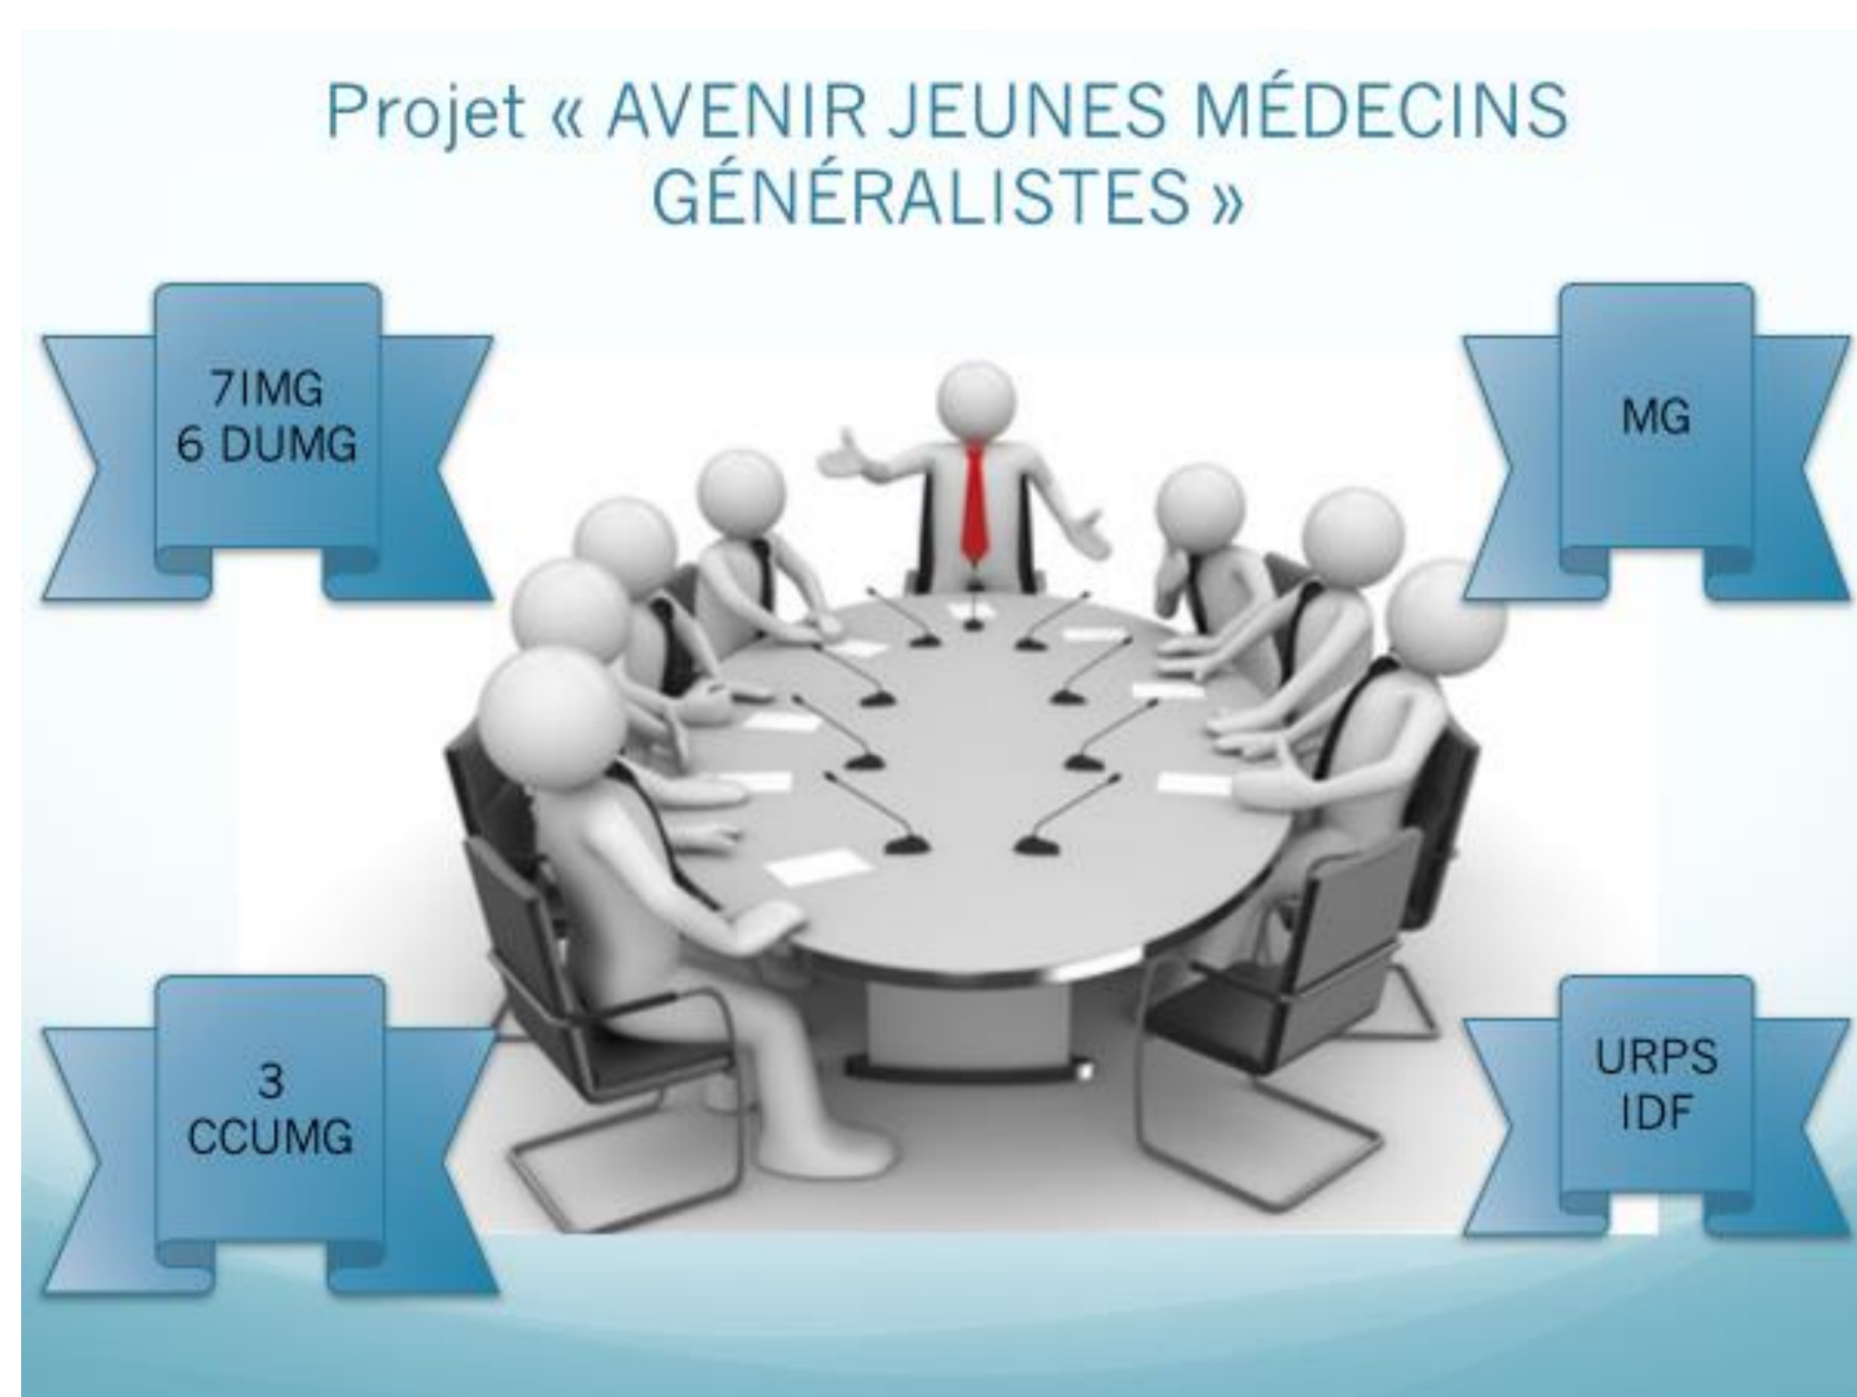 Projet « AVENIR JEUNES MÉDECINS
GÉNÉRALISTES »
7IMG
6 DUMG
MG
3
CCUMG
URPS
IDF